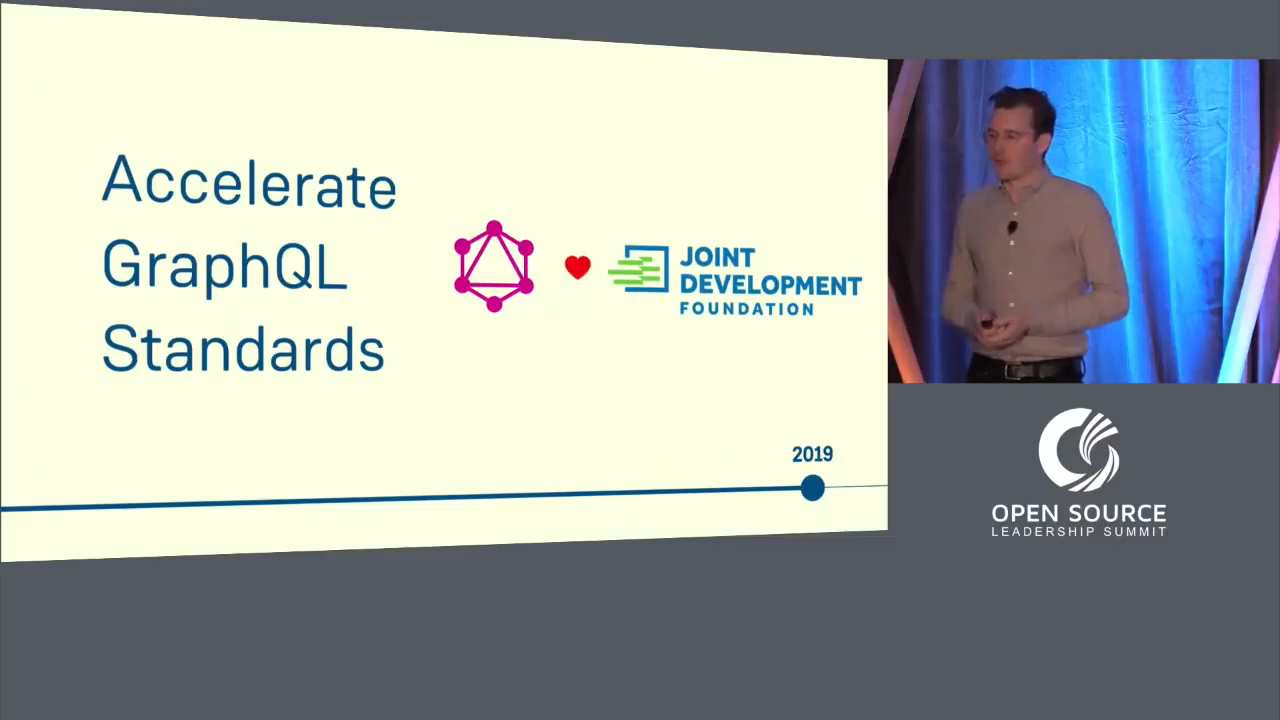 Accelerate
GraphQL
Standards
JOINT
DEVELOPMENT
FOUNDATION
2019
OPEN SOURCE
LEADERSHIP SUMMIT